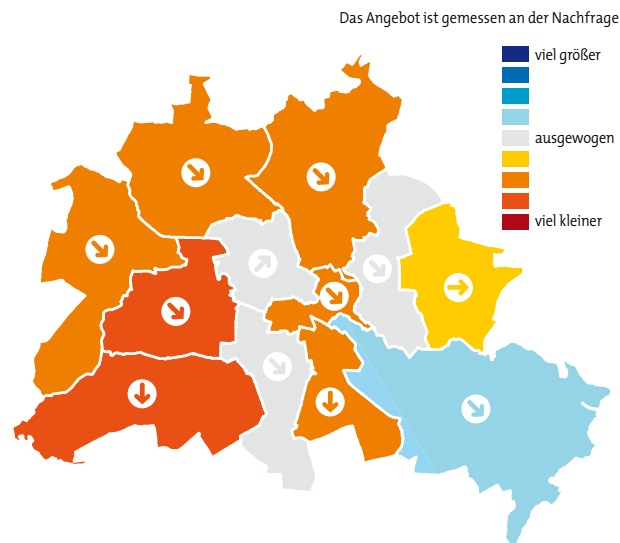 Das Angebot ist gemessen an der Nachfrage
viel größer
ausgewogen
viel kleiner